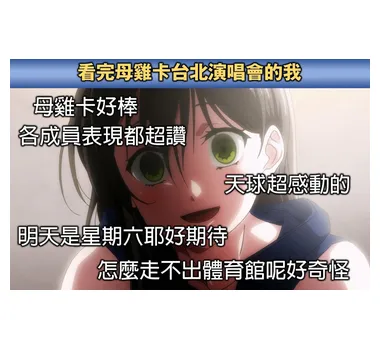 看完母雞卡台北演唱會的我
母雞卡好棒
各成員表現都超讚
天球超感動的
明天是星期六耶好期待
怎麼走不出體育館呢好奇怪